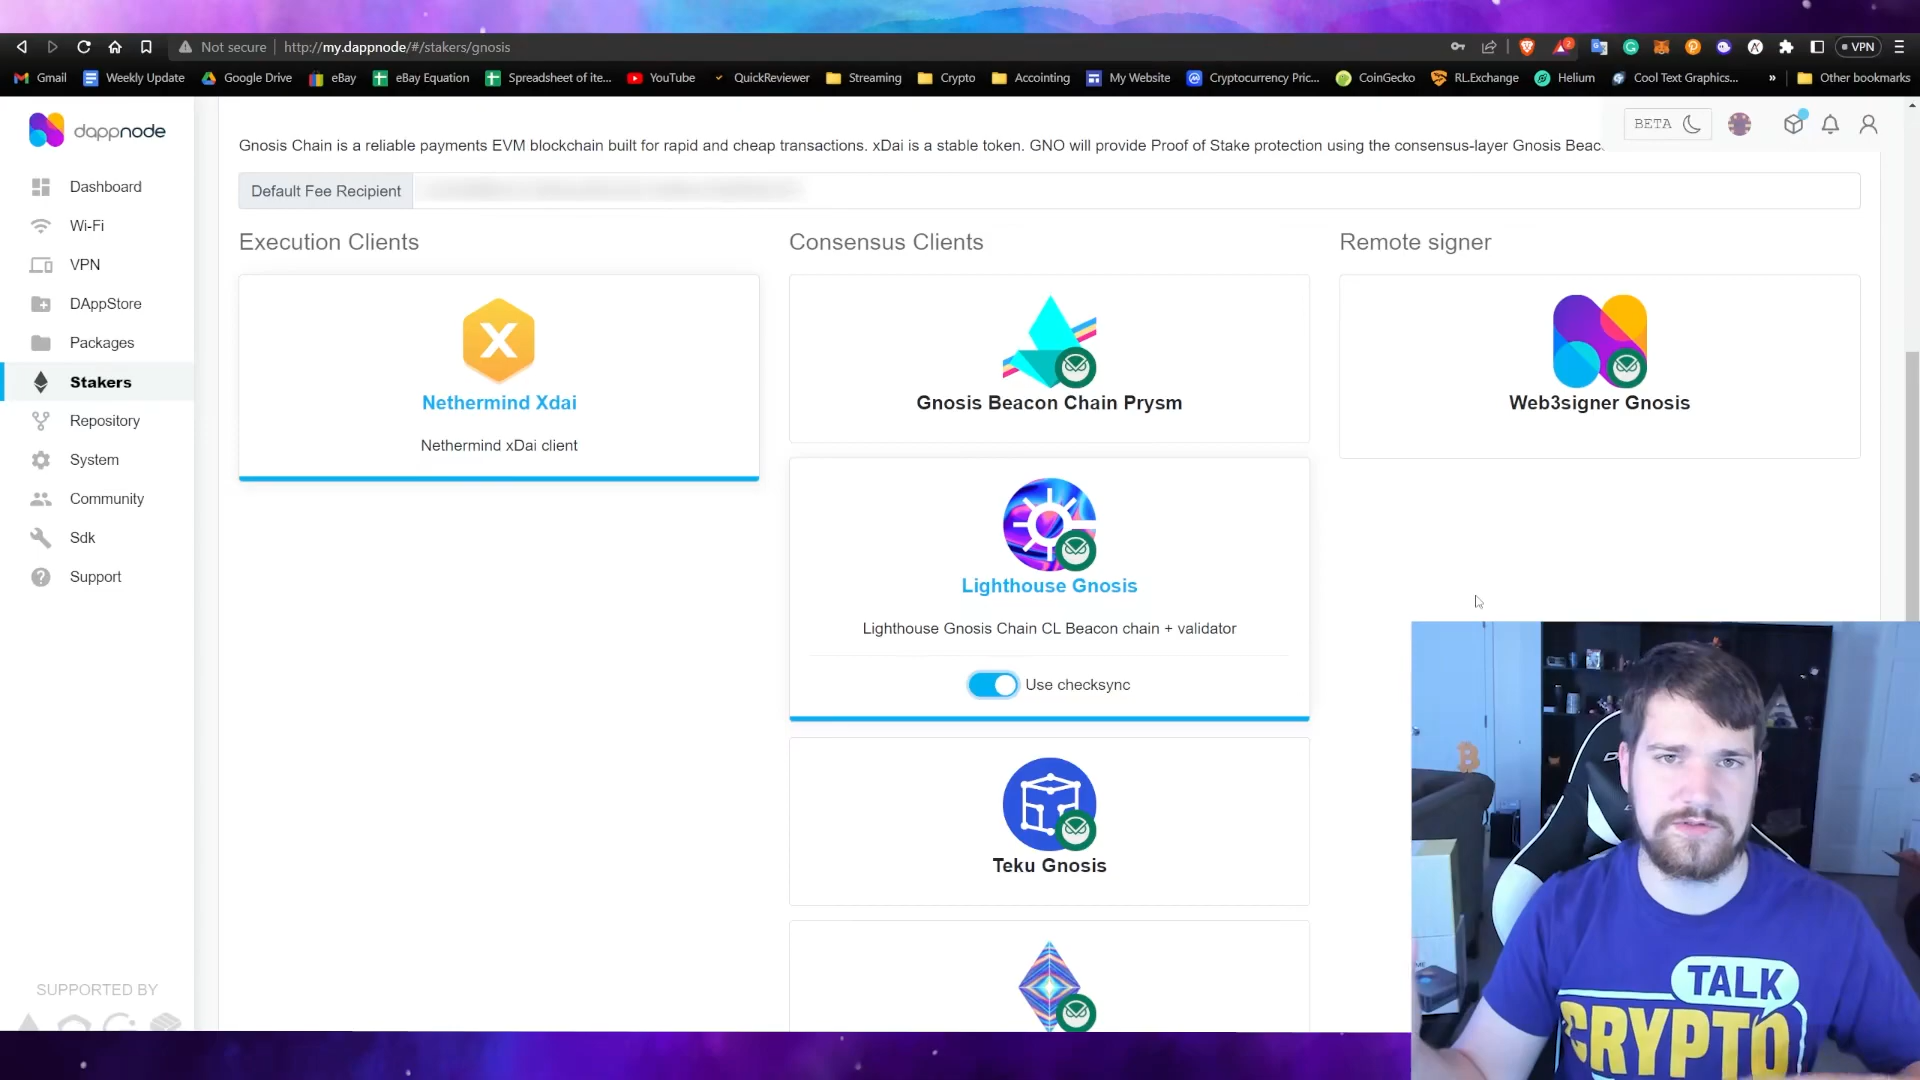 Not secure
http://my.dappnode/#/stakers/gnosis
2
VPN
Gmail
Weekly Update
Google Drive
eBay
eBay Equation
Spreadsheet of ite...
YouTube
QuickReviewer
Streaming
Crypto
Accointing
My Website
Cryptocurrency Pric...
CoinGecko
RL.Exchange
Helium
Cool Text Graphics...
»
Other bookmarks
dappnode
BETA
Dashboard
Wi-Fi
VPN
DAppStore
Packages
Stakers
Repository
System
Community
Sdk
Support
SUPPORTED BY
Gnosis Chain is a reliable payments EVM blockchain built for rapid and cheap transactions. xDai is a stable token. GNO will provide Proof of Stake protection using the consensus-layer Gnosis Beac
Default Fee Recipient
Execution Clients
Nethermind Xdai
Nethermind xDai client
Consensus Clients
Gnosis Beacon Chain Prysm
Lighthouse Gnosis
Lighthouse Gnosis Chain CL Beacon chain + validator
Use checksync
Teku Gnosis
Remote signer
Web3signer Gnosis
TALK
CRYPTO